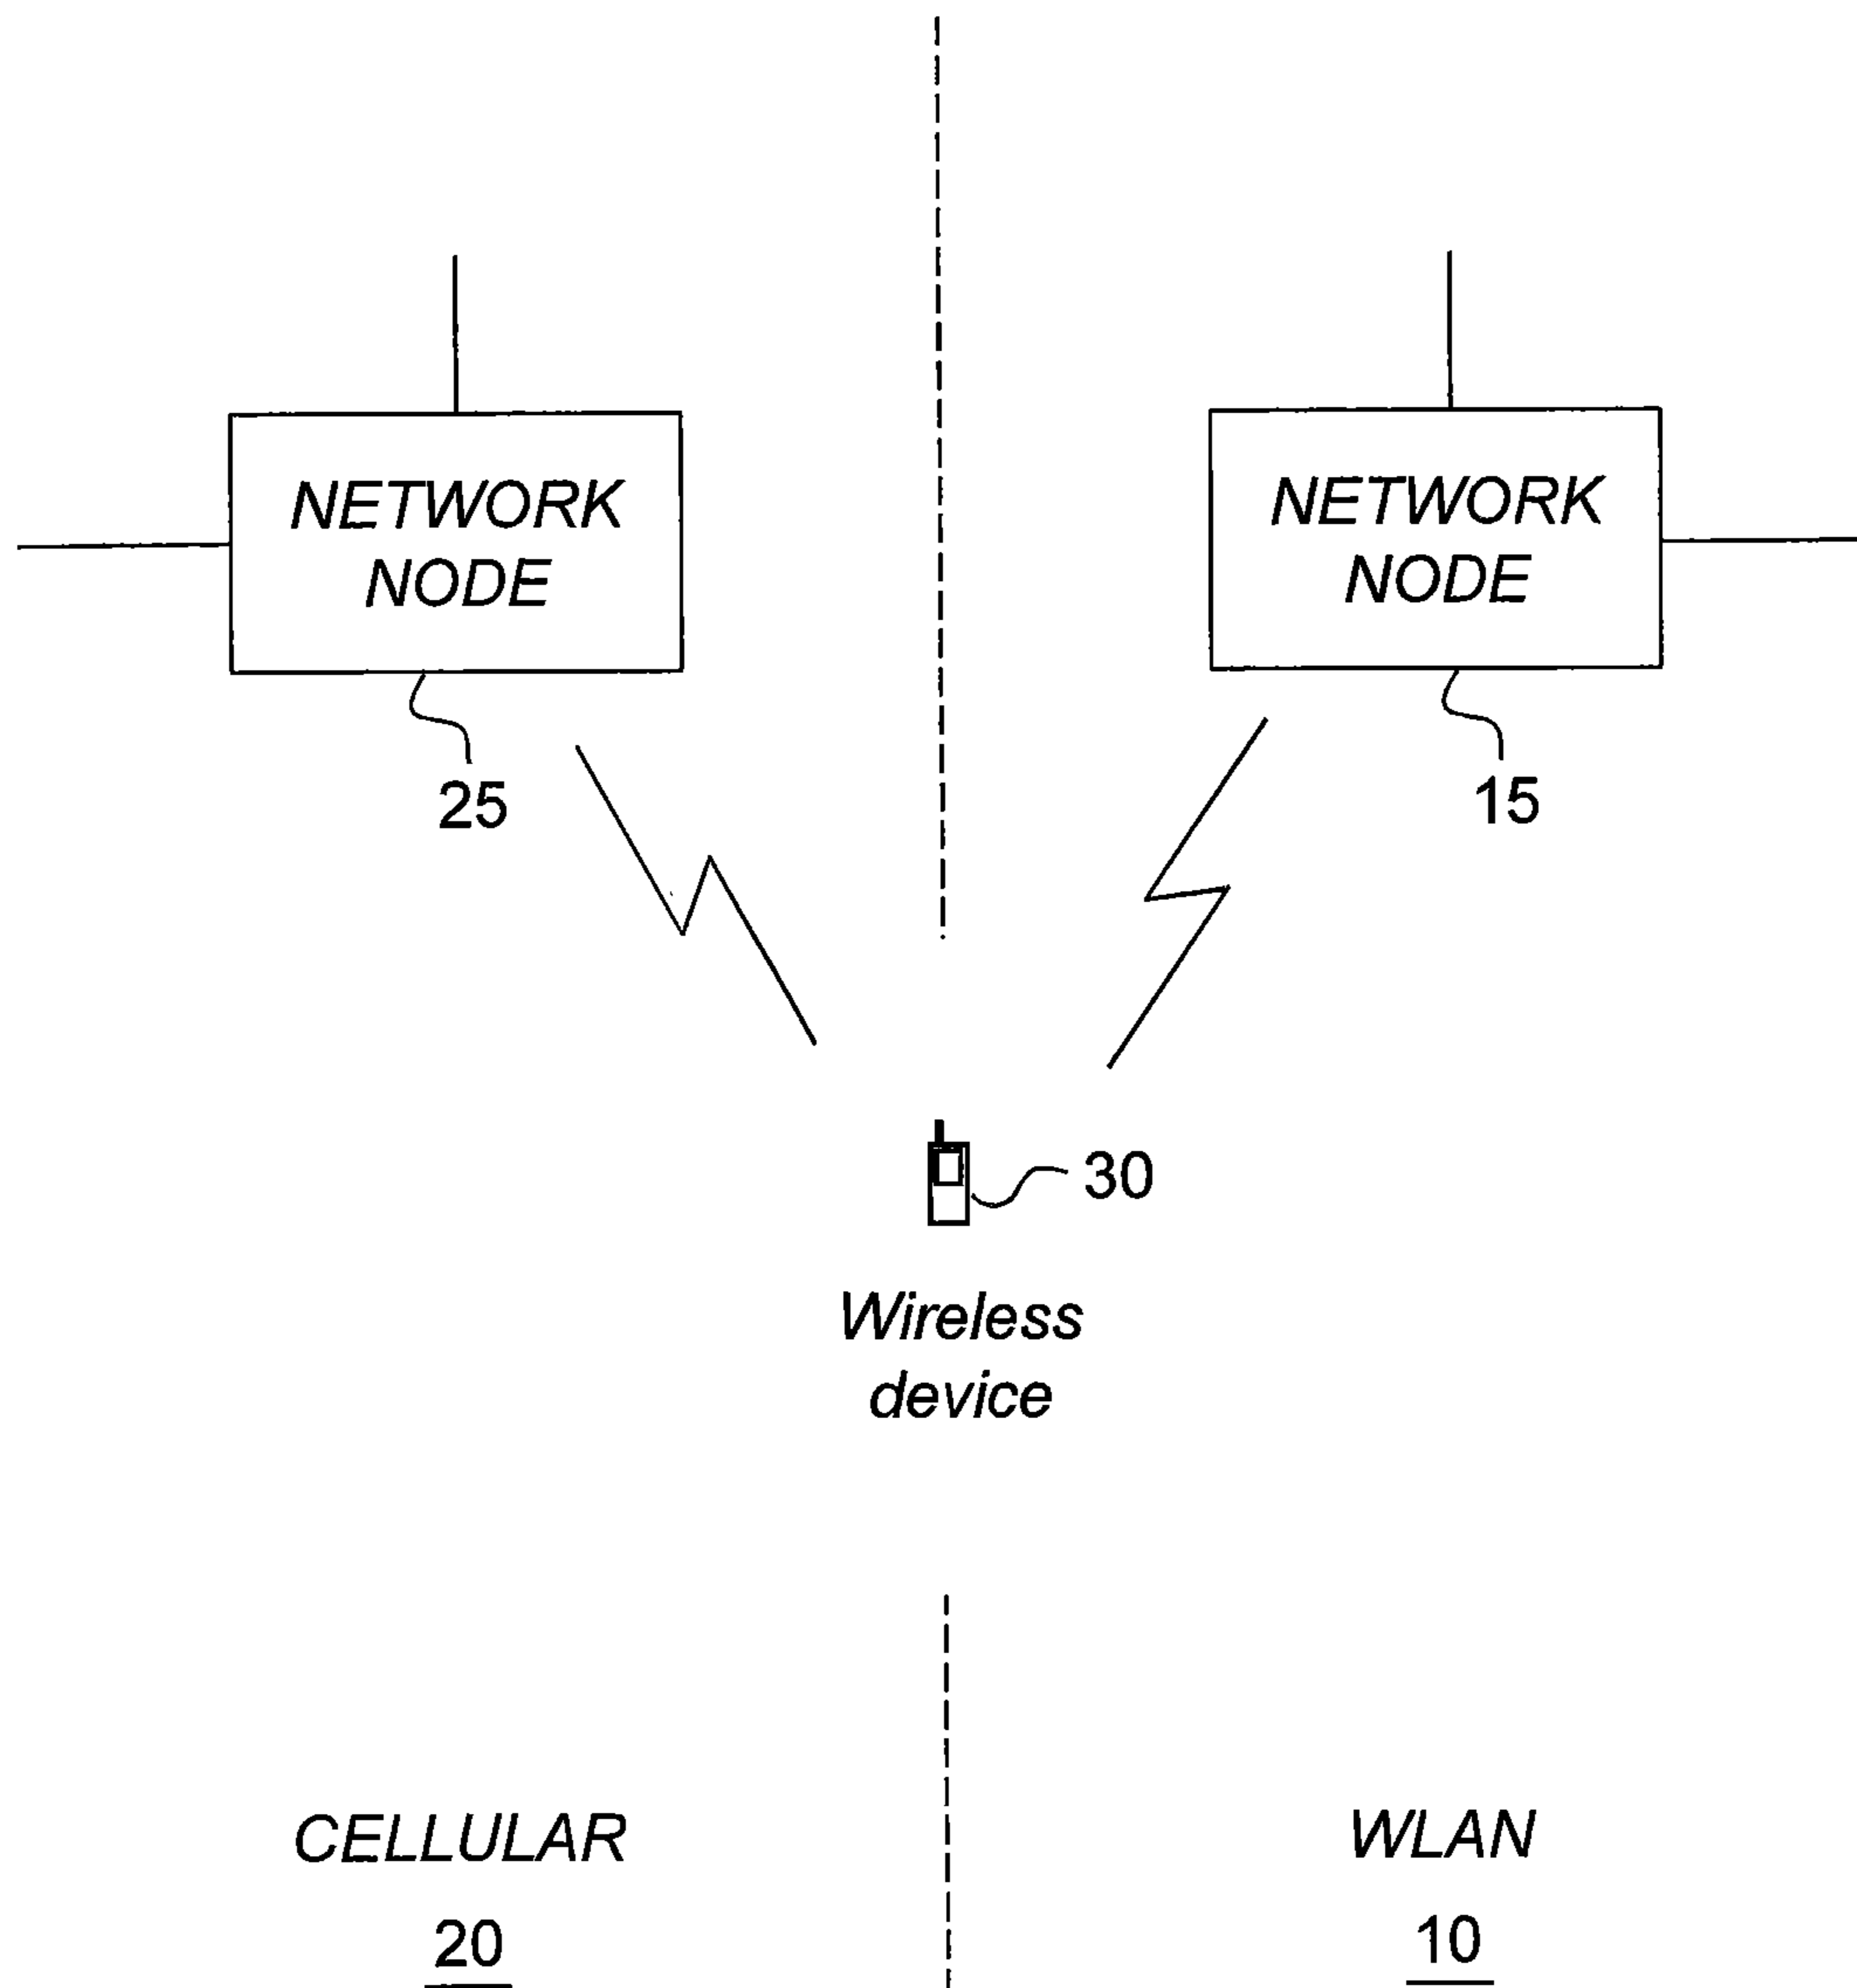 NETWORK
NODE
25
NETWORK
NODE
15
30
Wireless
device
CELLULAR
20
WLAN
10